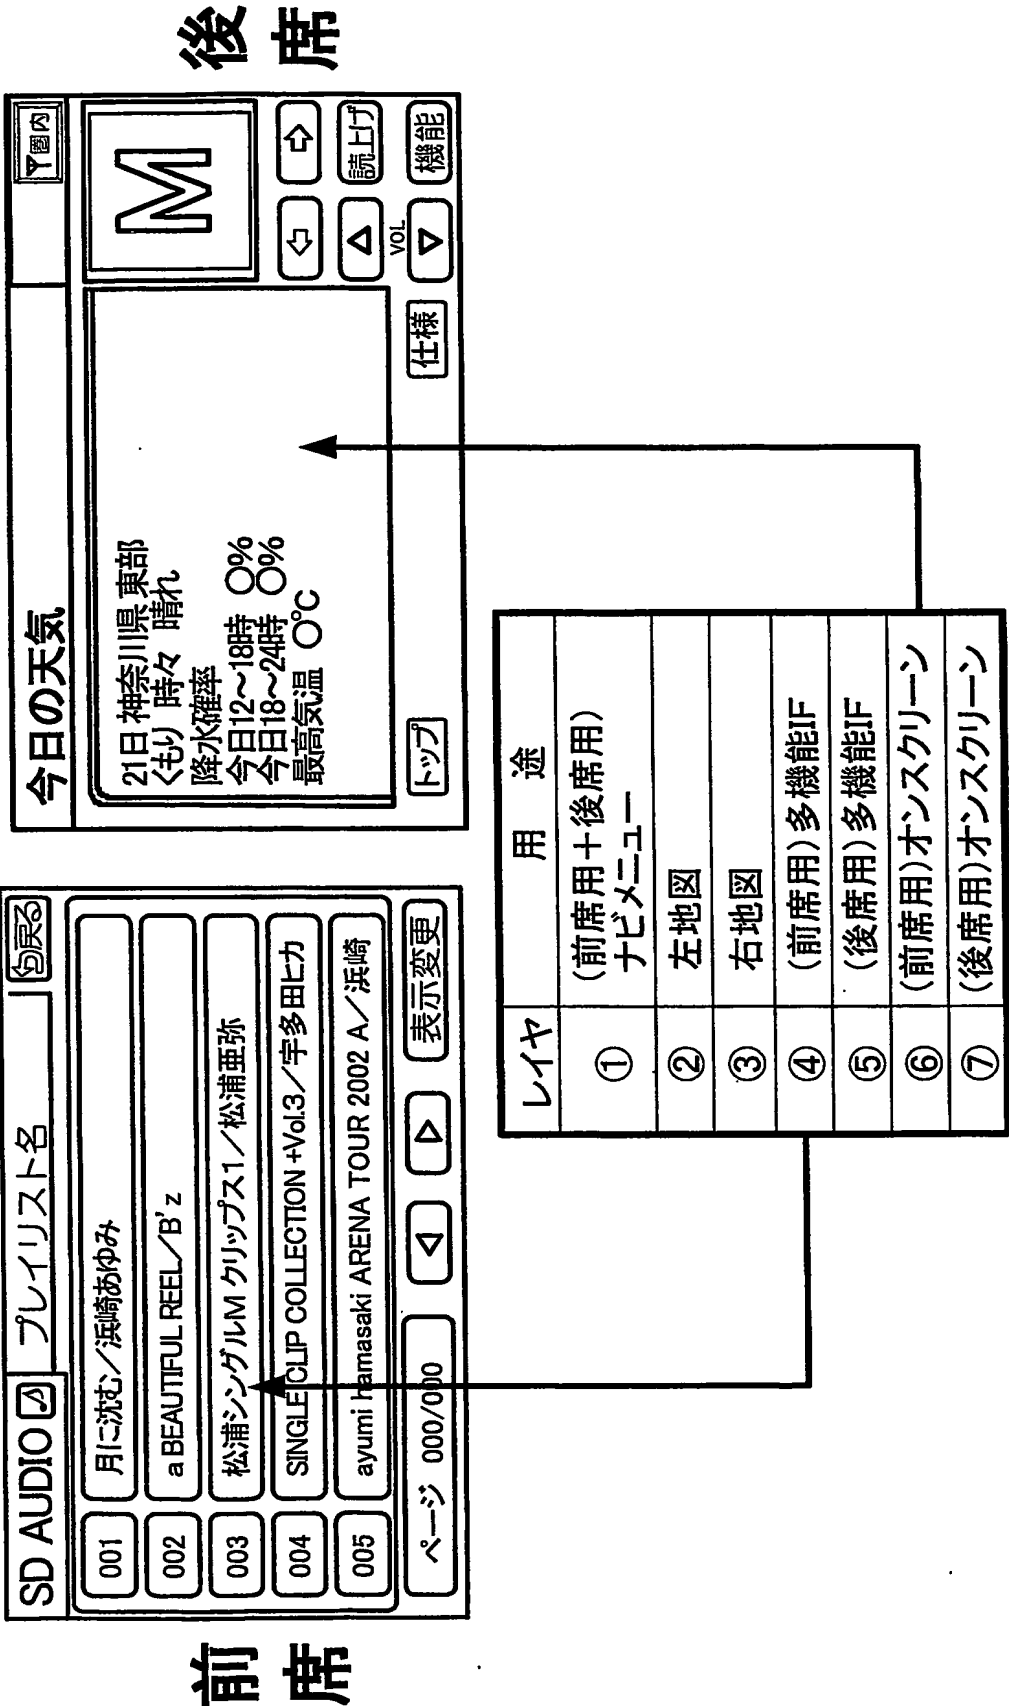 前席
SD AUDIO
プレイリスト名
戻る
001 月に沈む／浜崎あゆみ
002 a BEAUTIFUL REEL／B'z
003 松浦シングルM クリップス1／松浦亜弥
004 SINGLE CLIP COLLECTION +Vol.3／宇多田ヒカ
005 ayumi hamasaki ARENA TOUR 2002 A／浜崎
ページ 000/000
◁ ▷
表示変更
後席
今日の天気
圏内
21日 神奈川県 東部
くもり 時々 晴れ
降水確率
今日12～18時 ○%
今日18～24時 ○%
最高気温 ○℃
M
読上げ
VOL
トップ
仕様
機能
レイヤ 用途
① (前席用＋後席用)
ナビメニュー
② 左地図
③ 右地図
④ (前席用)多機能IF
⑤ (後席用)多機能IF
⑥ (前席用)オンスクリーン
⑦ (後席用)オンスクリーン